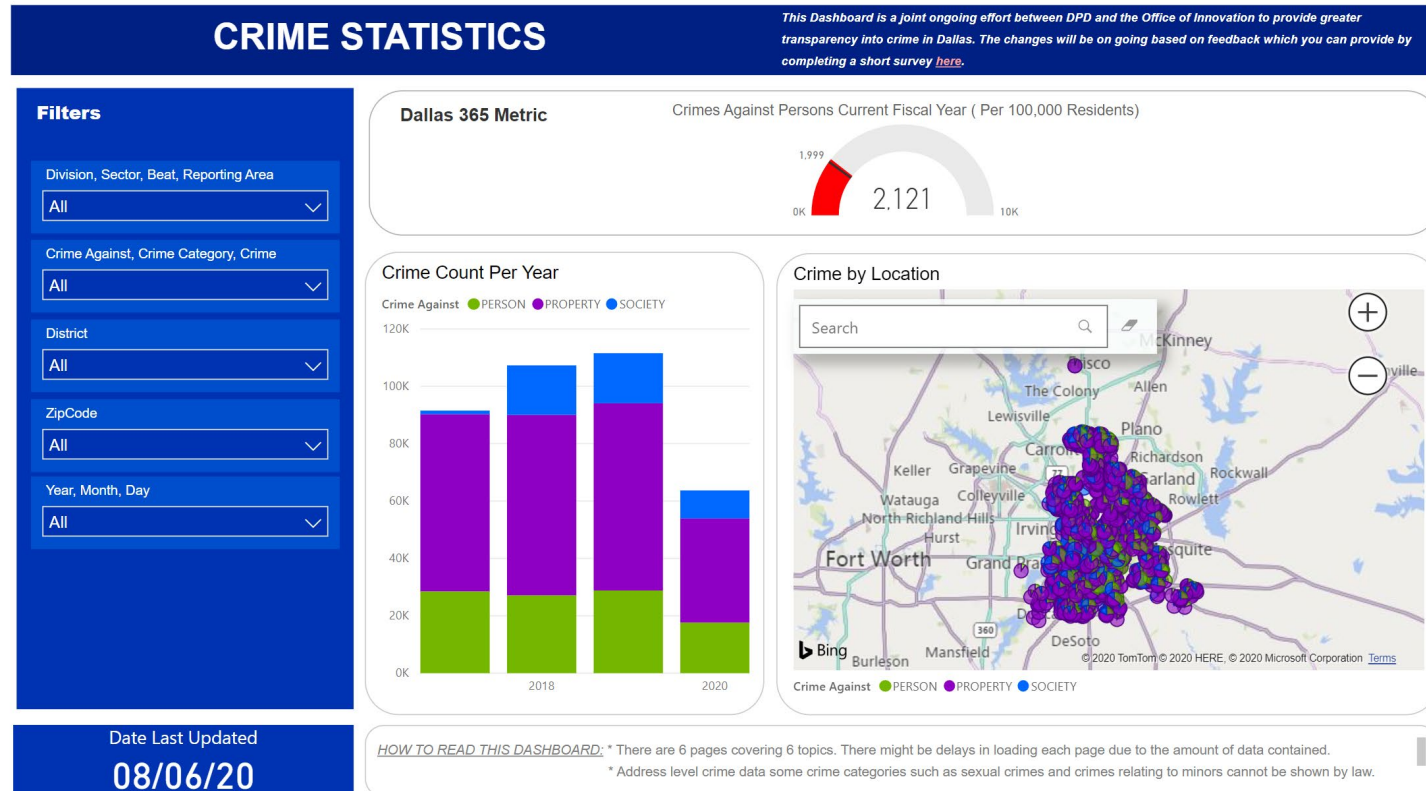 CRIME STATISTICS
This Dashboard is a joint ongoing effort between DPD and the Office of Innovation to provide greater
transparency into crime in Dallas. The changes will be on going based on feedback which you can provide by
completing a short survey here.
Filters
Division, Sector, Beat, Reporting Area
All
Crime Against, Crime Category, Crime
All
District
All
ZipCode
All
Year, Month, Day
All
Date Last Updated
08/06/20
Dallas 365 Metric
Crimes Against Persons Current Fiscal Year ( Per 100,000 Residents)
1,999
2,121
0K
10K
Crime Count Per Year
Crime Against PERSON PROPERTY SOCIETY
120K
100K
80K
60K
40K
20K
0K
2018 2020
Crime by Location
Search
The Colony
Allen
Lewisville
Plano
Richardson
Keller
Grapevine
77
Rockwall
Watauga
Colleyville
Rowlett
North Richland Hills
Hurst
Fort Worth
Grand
360
DeSoto
Mansfield
Bing
Burleson
© 2020 TomTom © 2020 HERE, © 2020 Microsoft Corporation Terms
Crime Against PERSON PROPERTY SOCIETY
HOW TO READ THIS DASHBOARD: * There are 6 pages covering 6 topics. There might be delays in loading each page due to the amount of data contained.
* Address level crime data some crime categories such as sexual crimes and crimes relating to minors cannot be shown by law.